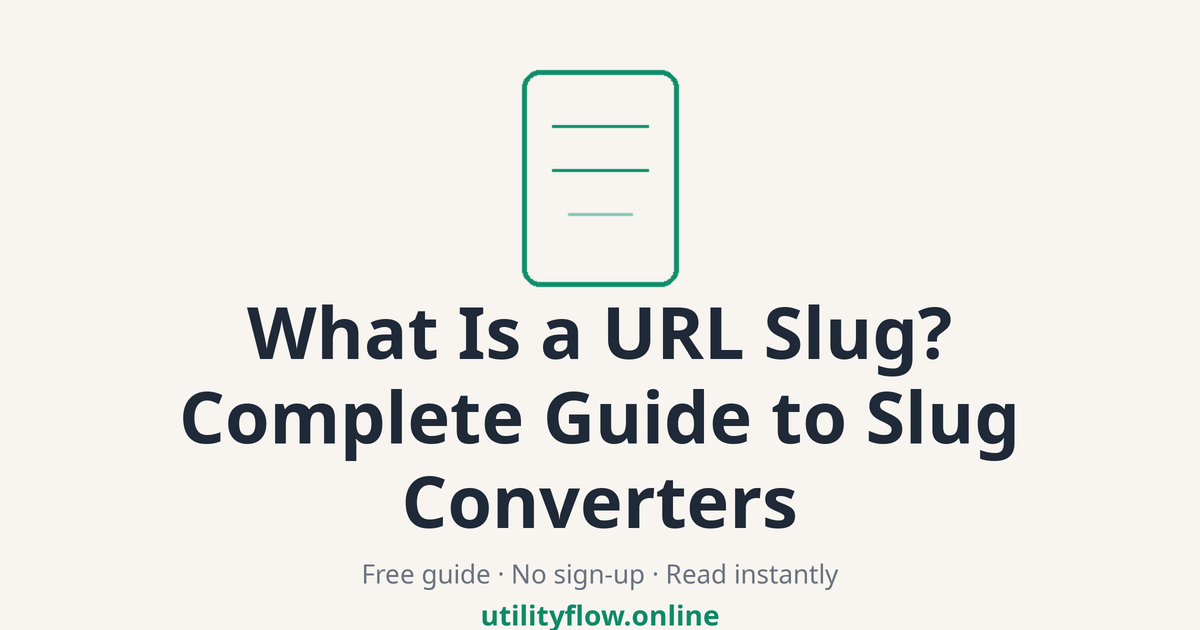 What Is a URL Slug?
Complete Guide to Slug
Converters
Free guide · No sign-up · Read instantly
utilityflow.online